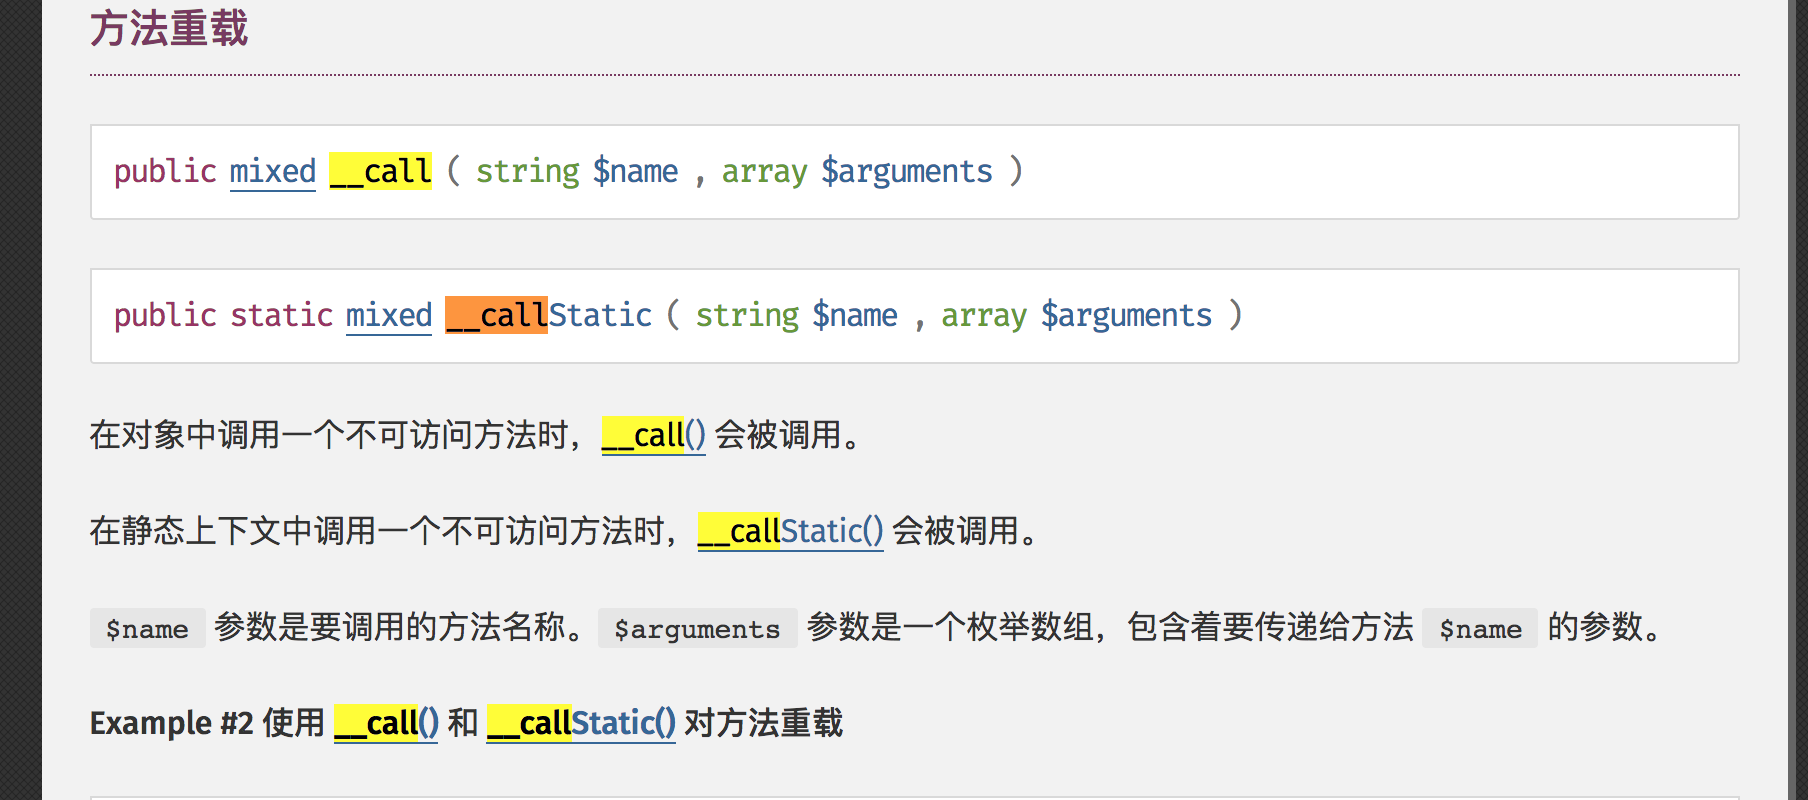 方法重载
public mixed __call ( string $name , array $arguments )
public static mixed __callStatic ( string $name , array $arguments )
在对象中调用一个不可访问方法时，__call() 会被调用。
在静态上下文中调用一个不可访问方法时，__callStatic() 会被调用。
$name 参数是要调用的方法名称。$arguments 参数是一个枚举数组，包含着要传递给方法 $name 的参数。
Example #2 使用 __call() 和 __callStatic() 对方法重载